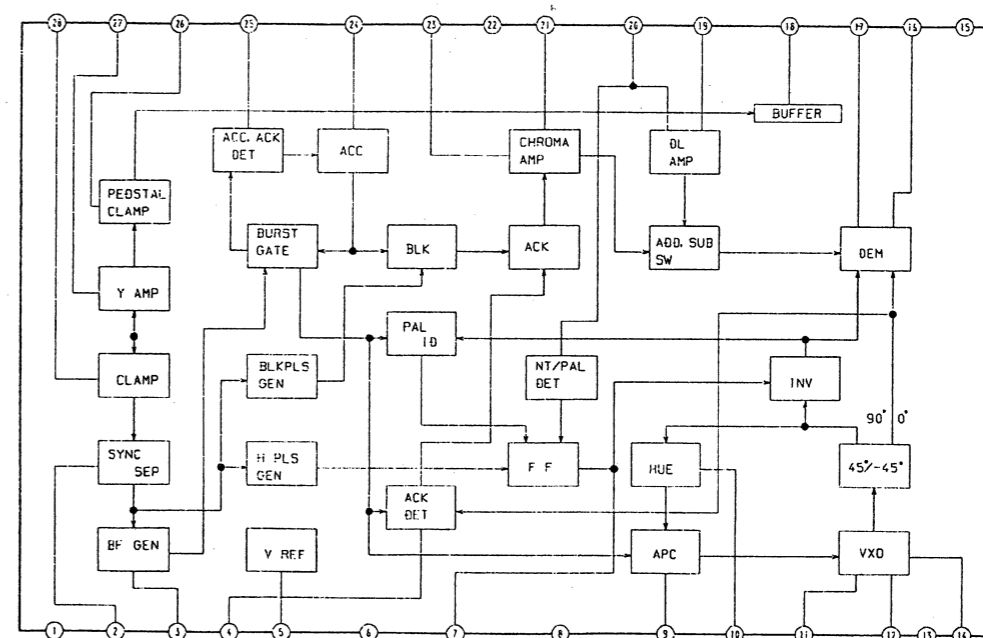 28 27 26 25 24 23 22 21 26 19 18 17 16 15
BUFFER
ACC. ACK
DET
ACC
CHROMA
AMP
DL
AMP
PEDSTAL
CLAMP
BURST
GATE
BLK
ACK
ADD. SUB
SW
DEM
Y AMP
PAL
ID
CLAMP
BLKPLS
GEN
NT/PAL
DET
INV
90° 0°
SYNC
SEP
H PLS
GEN
F F
HUE
45°/-45°
ACK
DET
BF GEN
V REF
APC
VXO
1 2 3 4 5 6 7 8 9 10 11 12 13 14